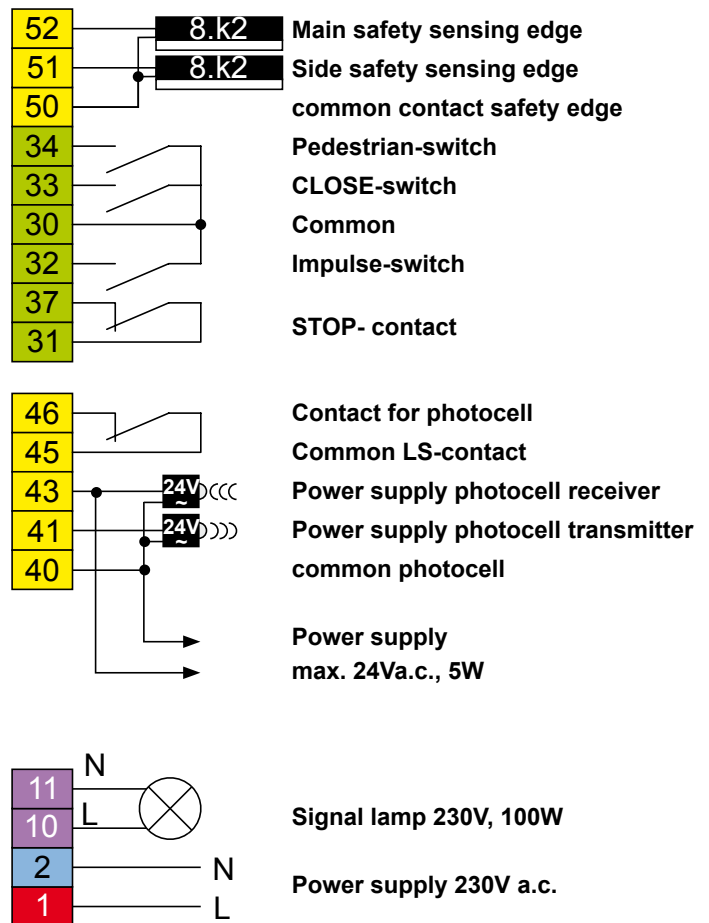 52 8.k2 Main safety sensing edge
51 8.k2 Side safety sensing edge
50 common contact safety edge
34 Pedestrian-switch
33 CLOSE-switch
30 Common
32 Impulse-switch
37
STOP- contact
31
46 Contact for photocell
45 Common LS-contact
43 24V ~ Power supply photocell receiver
41 24V ~ Power supply photocell transmitter
40 common photocell
Power supply
max. 24Va.c., 5W
N
11
L
Signal lamp 230V, 100W
10
2 N
Power supply 230V a.c.
1 L